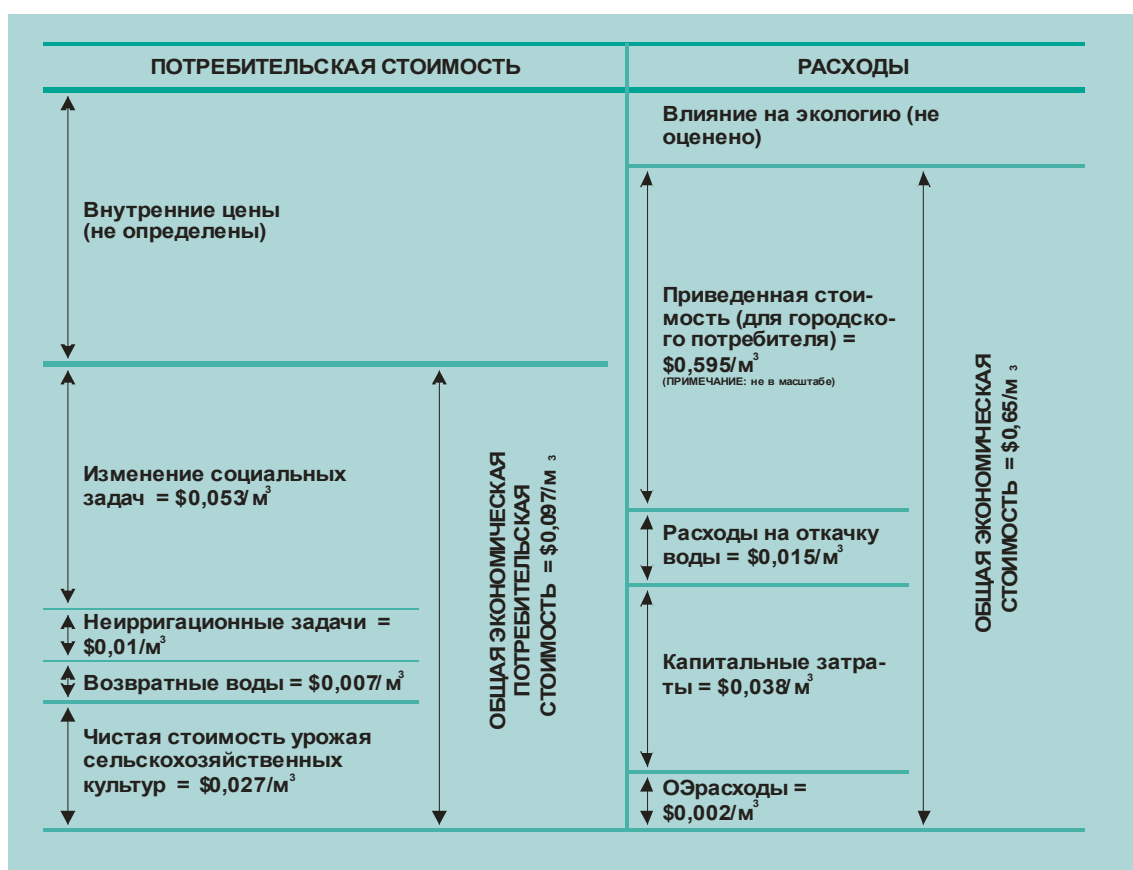 ПОТРЕБИТЕЛЬСКАЯ СТОИМОСТЬ
РАСХОДЫ
Внутренние цены
(не определены)
Изменение социальных
задач = $0,053/м³
Неирригационные задачи =
$0,01/м³
Возвратные воды = $0,007/м³
Чистая стоимость урожая
сельскохозяйственных
культур = $0,027/м³
ОБЩАЯ ЭКОНОМИЧЕСКАЯ
ПОТРЕБИТЕЛЬСКАЯ
СТОИМОСТЬ = $0,097/м ³
Влияние на экологию (не
оценено)
Приведенная стои-
мость (для городско-
го потребителя) =
$0,595/м³
(ПРИМЕЧАНИЕ: не в масштабе)
Расходы на откачку
воды = $0,015/м³
Капитальные затра-
ты = $0,038/м³
ОЭрасходы =
$0,002/м³
ОБЩАЯ ЭКОНОМИЧЕСКАЯ
СТОИМОСТЬ = $0,65/м ³